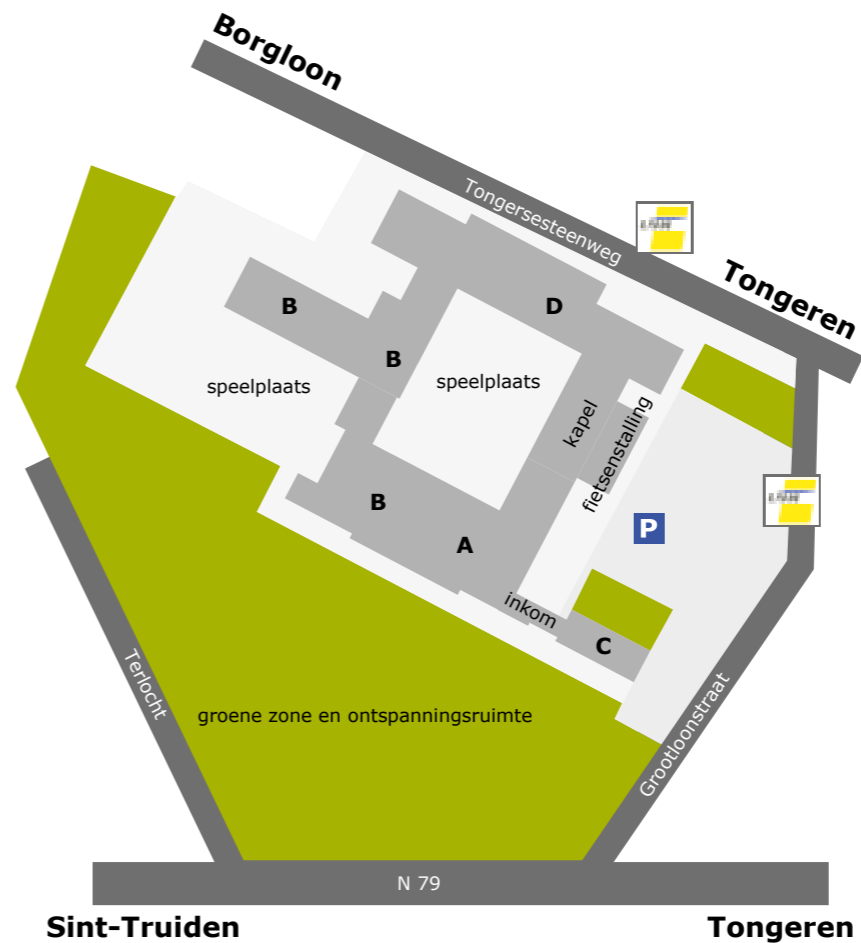 Borgloon
Tongersesteenweg
Tongeren
B
D
B
speelplaats
speelplaats
kapel
fietsenstalling
B
P
A
inkom
C
Terlocht
groene zone en ontspanningsruimte
Grootloonstraat
N 79
Sint-Truiden
Tongeren